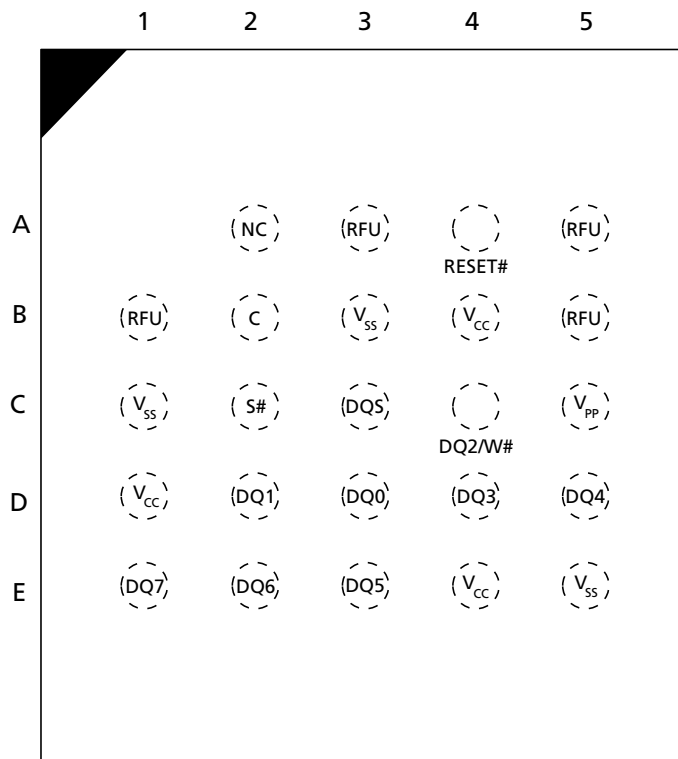 1 2 3 4 5
A NC RFU RFU
RESET#
B RFU C VSS VCC RFU
C VSS S# DQS VPP
DQ2/W#
D VCC DQ1 DQ0 DQ3 DQ4
E DQ7 DQ6 DQ5 VCC VSS